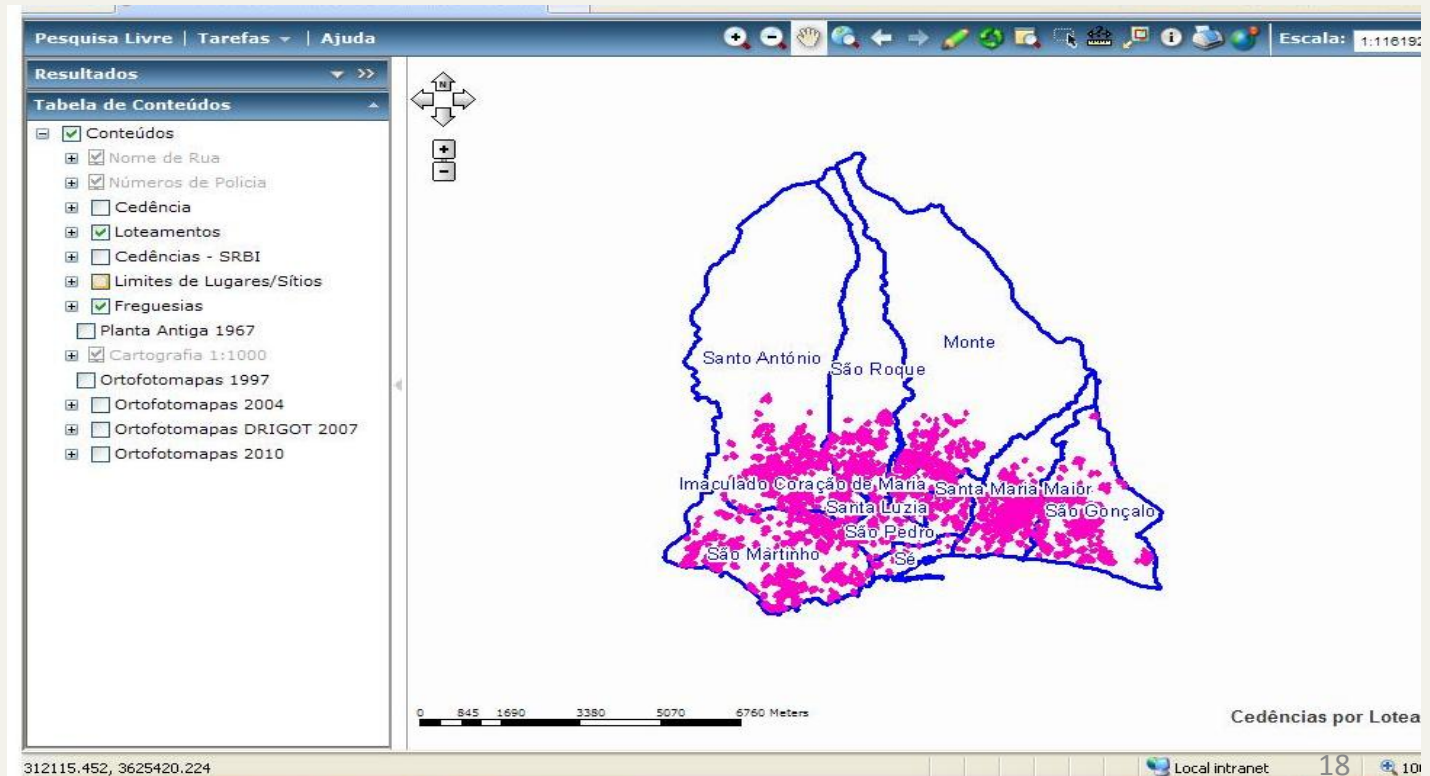 Pesquisa Livre | Tarefas | Ajuda
Escala: 1:116192
Resultados
Tabela de Conteúdos
Conteúdos
Nome de Rua
Números de Policia
Cedência
Loteamentos
Cedências - SRBI
Limites de Lugares/Sítios
Freguesias
Planta Antiga 1967
Cartografia 1:1000
Ortofotomapas 1997
Ortofotomapas 2004
Ortofotomapas DRIGOT 2007
Ortofotomapas 2010
N
Santo António
São Roque
Monte
Imaculado Coração de Maria
Santa Maria Maior
Santa Luzia
São Gonçalo
São Pedro
São Martinho
Sé
0 845 1690 3380 5070 6760 Meters
Cedências por Lotea
312115.452, 3625420.224
Local intranet
18
10